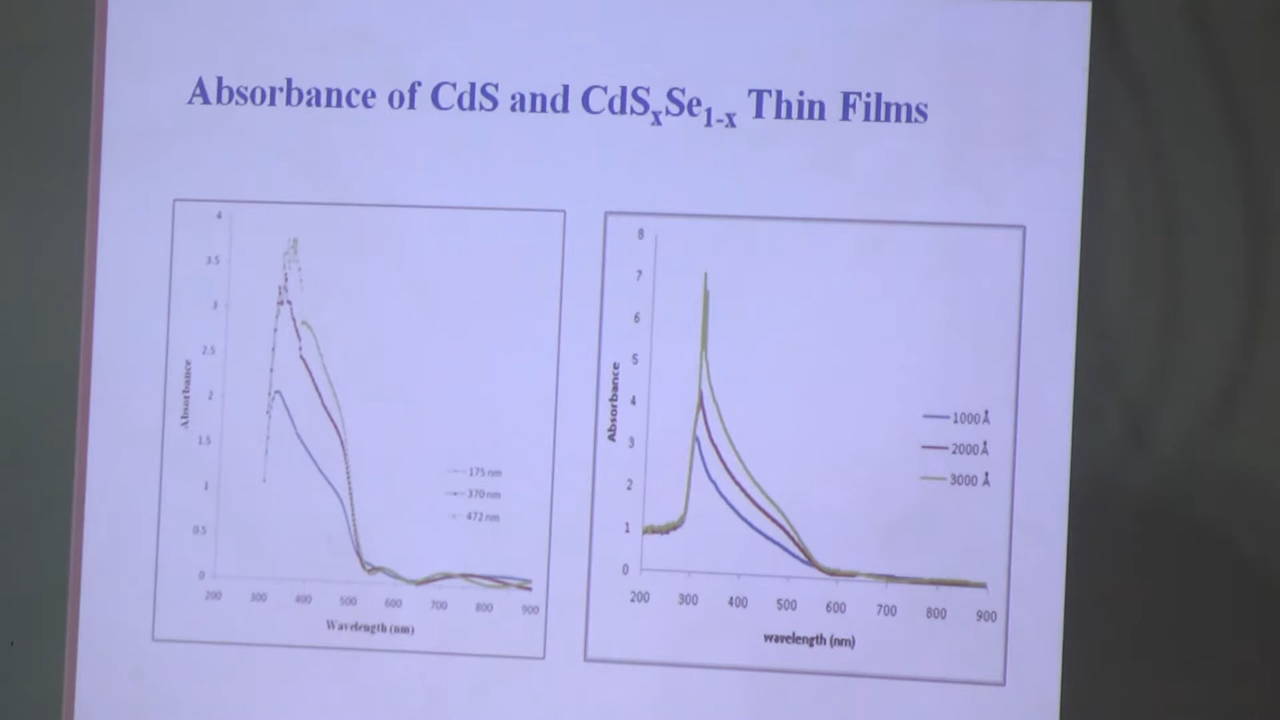 Absorbance of CdS and CdSxSe1-x Thin Films
4
3.5
3
2.5
2
1.5
1
0.5
0
Absorbance
200 300 400 500 600 700 800 900
Wavelength (nm)
175 nm
370 nm
472 nm
8
7
6
5
4
3
2
1
0
Absorbance
200 300 400 500 600 700 800 900
wavelength (nm)
1000 Å
2000 Å
3000 Å